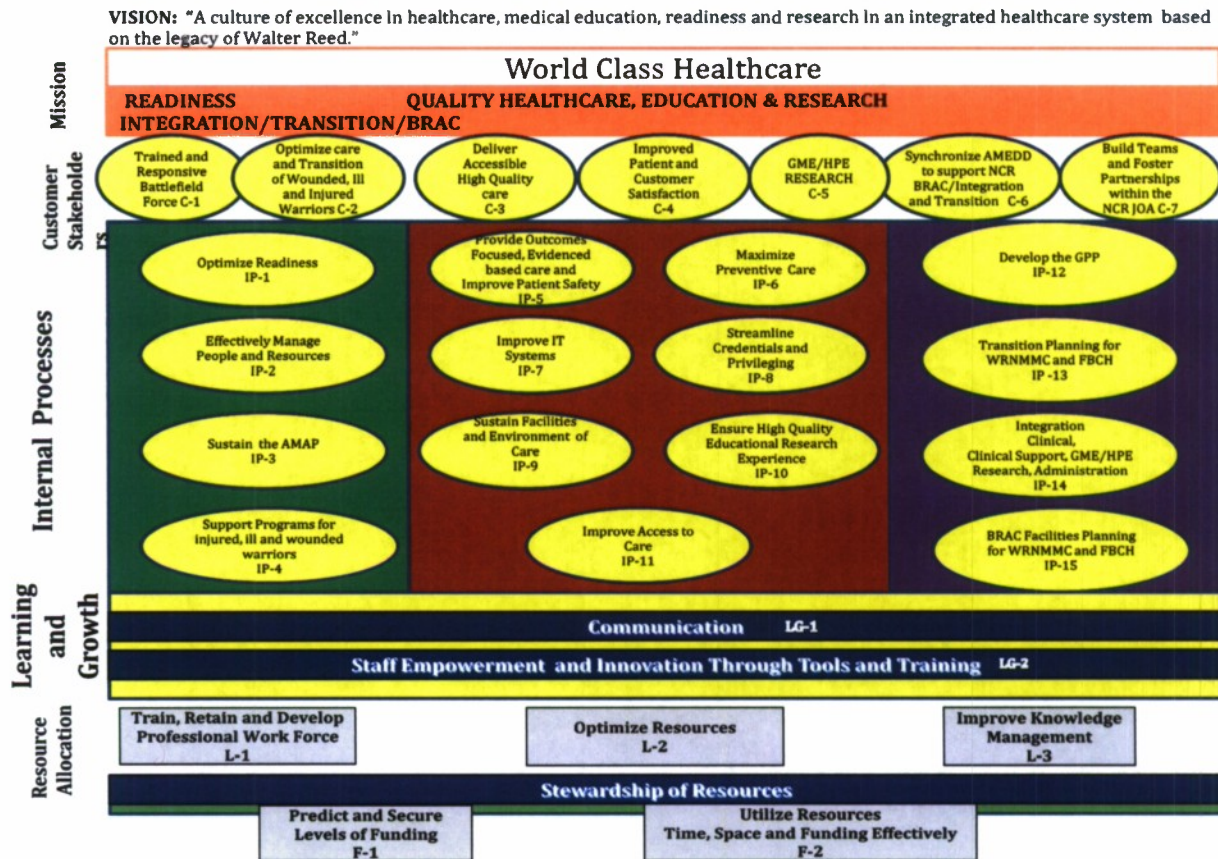 VISION: "A culture of excellence in healthcare, medical education, readiness and research in an integrated healthcare system based
on the legacy of Walter Reed."
Mission
World Class Healthcare
READINESS
QUALITY HEALTHCARE, EDUCATION & RESEARCH
INTEGRATION/TRANSITION/BRAC
Customer
Stakeholde
rs
Trained and
Responsive
Battlefield
Force C-1
Optimize care
and Transition
of Wounded, Ill
and Injured
Warriors C-2
Deliver
Accessible
High Quality
care
C-3
Improved
Patient and
Customer
Satisfaction
C-4
GME/HPE
RESEARCH
C-5
Synchronize AMEDD
to support NCR
BRAC/Integration
and Transition C-6
Build Teams
and Foster
Partnerships
within the
NCR JOA C-7
Internal Processes
Optimize Readiness
IP-1
Effectively Manage
People and Resources
IP-2
Sustain the AMAP
IP-3
Support Programs for
injured, ill and wounded
warriors
IP-4
Provide Outcomes
Focused, Evidenced
based care and
Improve Patient Safety
IP-5
Maximize
Preventive Care
IP-6
Improve IT
Systems
IP-7
Streamline
Credentials and
Privileging
IP-8
Sustain Facilities
and Environment of
Care
IP-9
Ensure High Quality
Educational Research
Experience
IP-10
Improve Access to
Care
IP-11
Develop the GPP
IP-12
Transition Planning for
WRNMMC and FBCH
IP -13
Integration
Clinical,
Clinical Support, GME/HPE
Research, Administration
IP-14
BRAC Facilities Planning
for WRNMMC and FBCH
IP-15
Learning
and
Growth
Communication LG-1
Staff Empowerment and Innovation Through Tools and Training LG-2
Resource
Allocation
Train, Retain and Develop
Professional Work Force
L-1
Optimize Resources
L-2
Improve Knowledge
Management
L-3
Stewardship of Resources
Predict and Secure
Levels of Funding
F-1
Utilize Resources
Time, Space and Funding Effectively
F-2